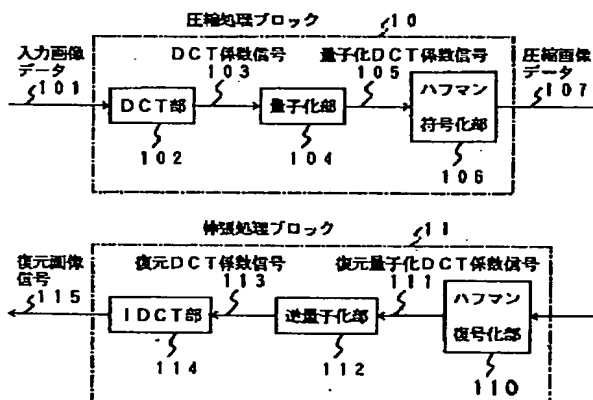 圧縮処理ブロック 10
入力画像 DCT係数信号 量子化DCT係数信号 圧縮画像
データ 103 105 データ
101 107
DCT部 量子化部 ハフマン
符号化部
102 104 106
伸張処理ブロック 11
復元画像 復元DCT係数信号 復元量子化DCT係数信号
信号 113 111
115 ハフマン
IDCT部 逆量子化部 復号化部
114 112 110